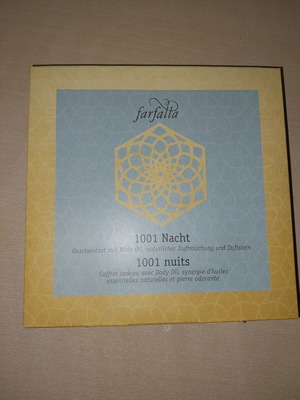 farfalla
1001 Nacht
Geschenkset mit Body Oil, natürlicher Duftmischung und Duftstein
1001 nuits
Coffret cadeau avec Body Oil, synergie d'huiles
essentielles naturelles et pierre odorante